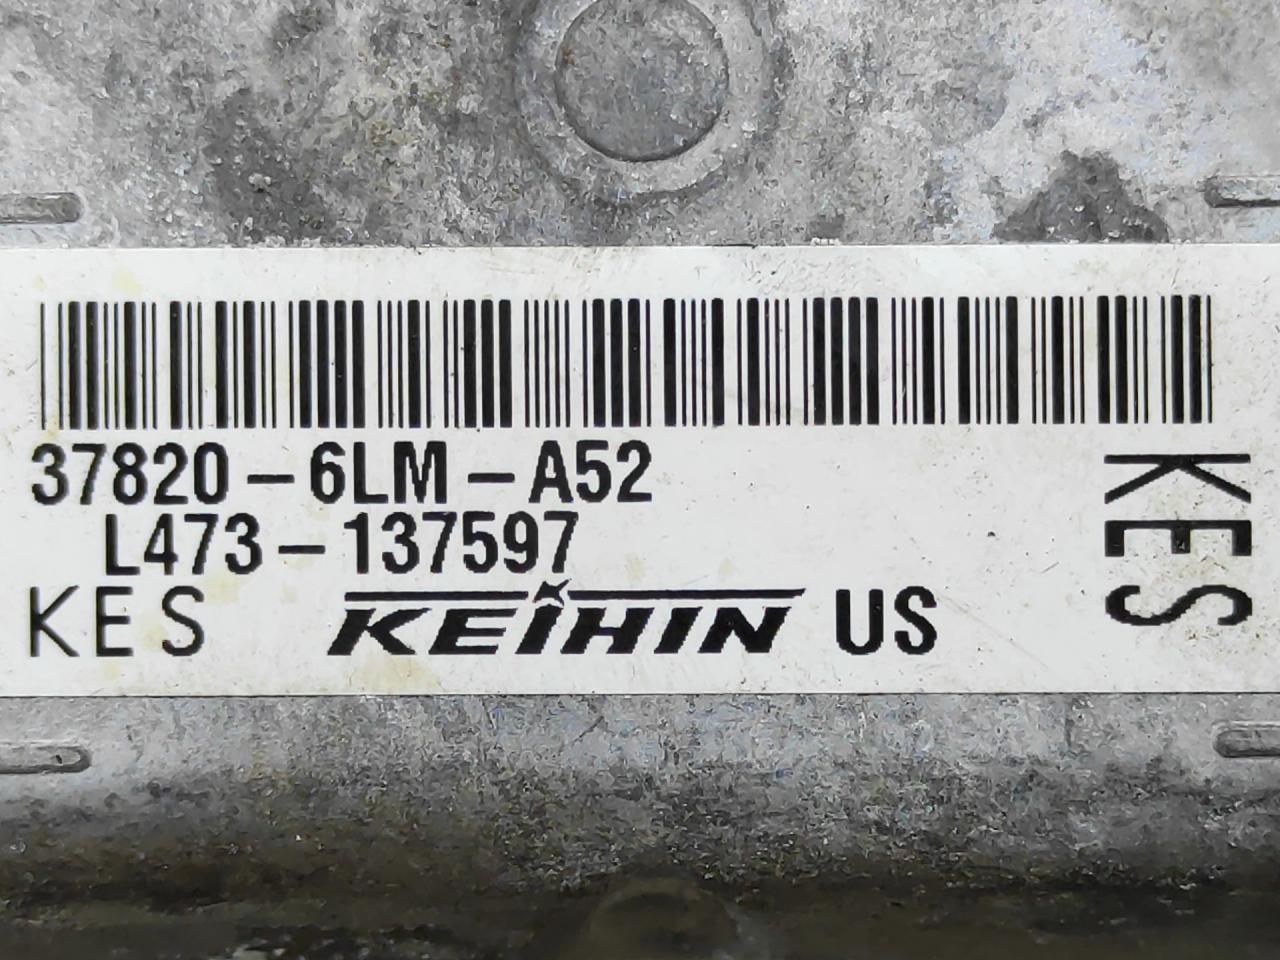 37820-6LM-A52
L473-137597
KES KEIHIN US
KES